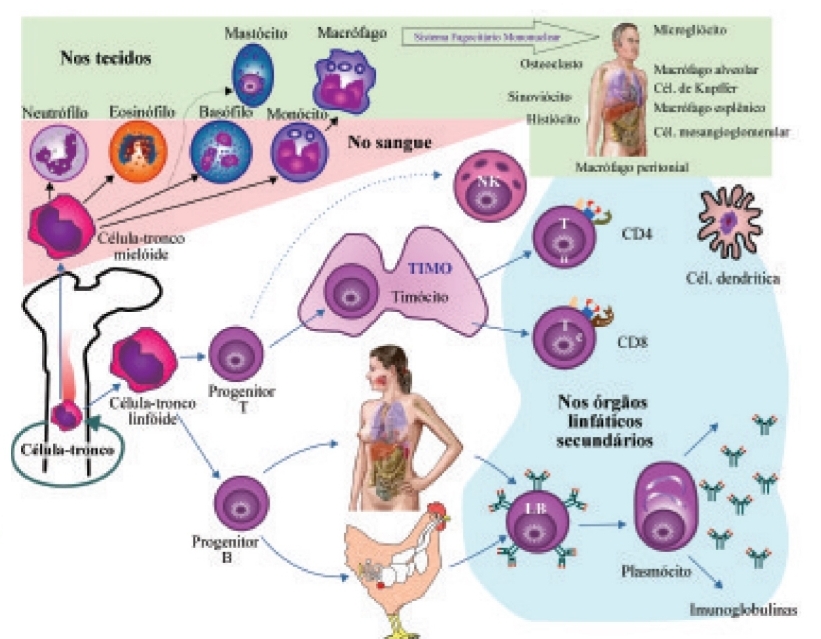 Nos tecidos
Mastócito
Macrófago
Sistema Fagocitário Mononuclear
Microgliócito
Osteoclasto
Macrófago alveolar
Cél. de Kupffer
Sinoviócito
Macrófago esplênico
Histiócito
Cél. mesangioglomerular
Macrófago peritonial
Neutrófilo
Eosinófilo
Basófilo
Monócito
No sangue
NK
Célula-tronco
mielóide
TIMO
Timócito
T
CD4
Cél. dendrítica
T
c
CD8
Progenitor
T
Célula-tronco
linfóide
Célula-tronco
Nos órgãos
linfáticos
secundários
Progenitor
B
LB
Plasmócito
Imunoglobulinas